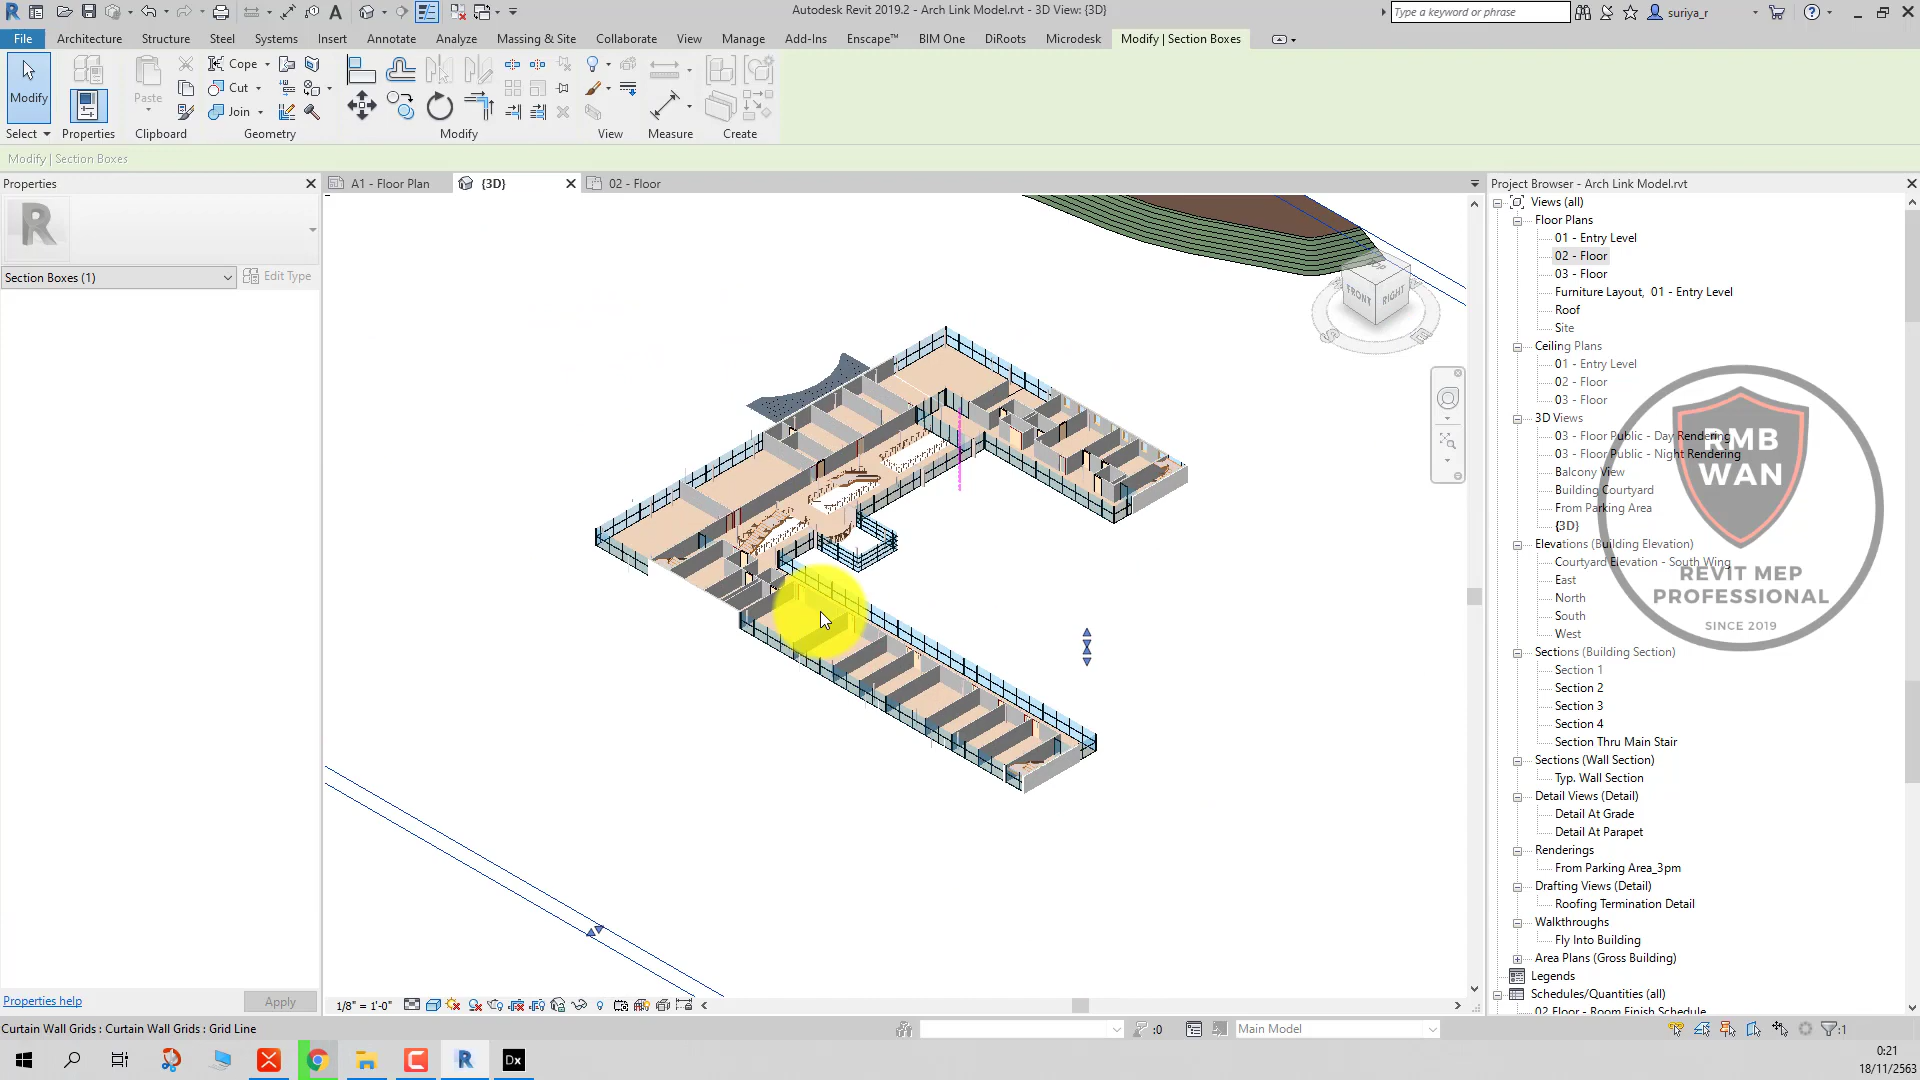 Autodesk Revit 2019.2 - Arch Link Model.rvt - 3D View: {3D}
Type a keyword or phrase
suriya_r
File
Architecture
Structure
Steel
Systems
Insert
Annotate
Analyze
Massing & Site
Collaborate
View
Manage
Add-Ins
Enscape™
BIM One
DiRoots
Microdesk
Modify | Section Boxes
Modify
Paste
Cope
Cut
Join
Select
Properties
Clipboard
Geometry
Modify
View
Measure
Create
Modify | Section Boxes
Properties
Section Boxes (1)
Edit Type
A1 - Floor Plan
{3D}
02 - Floor
TOP
FRONT
RIGHT
S
E
Project Browser - Arch Link Model.rvt
Views (all)
Floor Plans
01 - Entry Level
02 - Floor
03 - Floor
Furniture Layout, 01 - Entry Level
Roof
Site
Ceiling Plans
01 - Entry Level
02 - Floor
03 - Floor
3D Views
03 - Floor Public - Day Rendering
03 - Floor Public - Night Rendering
Balcony View
Building Courtyard
From Parking Area
{3D}
Elevations (Building Elevation)
Courtyard Elevation - South Wing
East
North
South
West
Sections (Building Section)
Section 1
Section 2
Section 3
Section 4
Section Thru Main Stair
Sections (Wall Section)
Typ. Wall Section
Detail Views (Detail)
Detail At Grade
Detail At Parapet
Renderings
From Parking Area_3pm
Drafting Views (Detail)
Roofing Termination Detail
Walkthroughs
Fly Into Building
Area Plans (Gross Building)
Legends
Schedules/Quantities (all)
02 Floor - Room Finish Schedule
RMB
WAN
REVIT MEP
PROFESSIONAL
SINCE 2019
Properties help
Apply
1/8" = 1'-0"
Curtain Wall Grids : Curtain Wall Grids : Grid Line
:0
Main Model
:1
Dx
0:21
18/11/2563